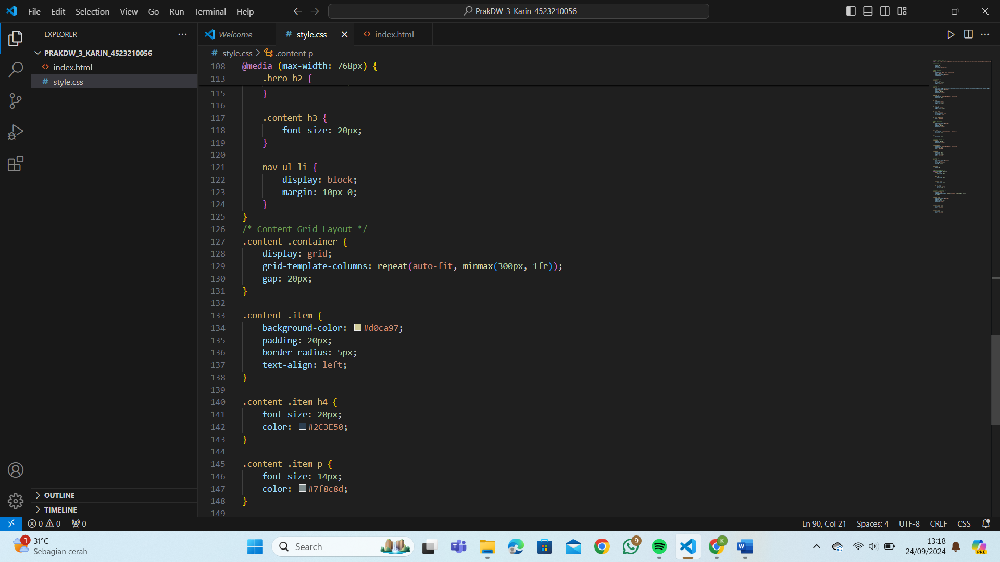 File Edit Selection View Go Run Terminal Help
PrakDW_3_Karin_4523210056
EXPLORER
Welcome
# style.css
<> index.html
PRAKDW_3_KARIN_4523210056
<> index.html
# style.css
# style.css > .content p
108 @media (max-width: 768px) {
113 .hero h2 {
115 }
116
117 .content h3 {
118 font-size: 20px;
119 }
120
121 nav ul li {
122 display: block;
123 margin: 10px 0;
124 }
125 }
126 /* Content Grid Layout */
127 .content .container {
128 display: grid;
129 grid-template-columns: repeat(auto-fit, minmax(300px, 1fr));
130 gap: 20px;
131 }
132
133 .content .item {
134 background-color: #d0ca97;
135 padding: 20px;
136 border-radius: 5px;
137 text-align: left;
138 }
139
140 .content .item h4 {
141 font-size: 20px;
142 color: #2C3E50;
143 }
144
145 .content .item p {
146 font-size: 14px;
147 color: #7f8c8d;
148 }
149
OUTLINE
TIMELINE
0 0 0
Ln 90, Col 21 Spaces: 4 UTF-8 CRLF CSS
1
31°C
Sebagian cerah
Search
9
K
PRE
13:18
24/09/2024